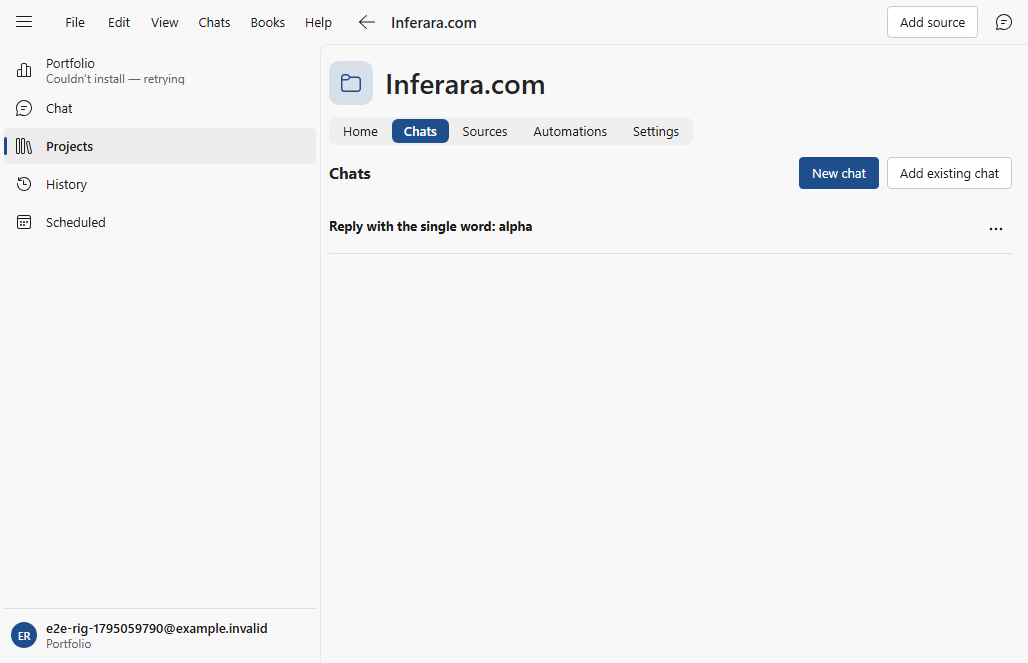 File Edit View Chats Books Help Inferara.com Add source
Portfolio
Couldn't install — retrying
Chat
Projects
History
Scheduled
Inferara.com
Home Chats Sources Automations Settings
Chats New chat Add existing chat
Reply with the single word: alpha
ER e2e-rig-1795059790@example.invalid
Portfolio